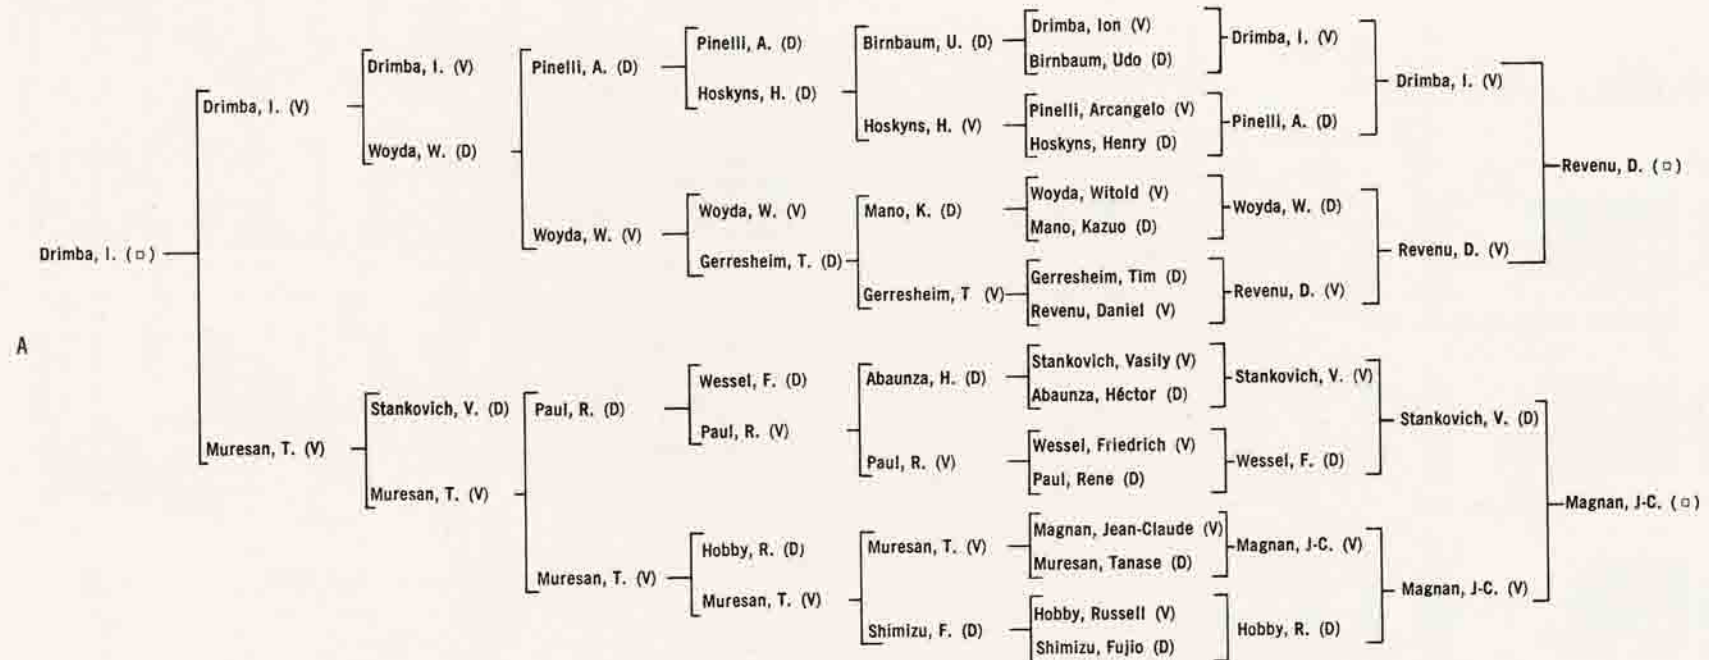 Drimba, I. (□)
A
Drimba, I. (V)
Muresan, T. (V)
Drimba, I. (V)
Woyda, W. (D)
Stankovich, V. (D)
Muresan, T. (V)
Pinelli, A. (D)
Woyda, W. (V)
Paul, R. (D)
Muresan, T. (V)
Pinelli, A. (D)
Hoskyns, H. (D)
Woyda, W. (V)
Gerresheim, T. (D)
Wessel, F. (D)
Paul, R. (V)
Hobby, R. (D)
Muresan, T. (V)
Birnbaum, U. (D)
Hoskyns, H. (V)
Mano, K. (D)
Gerresheim, T (V)
Abaunza, H. (D)
Paul, R. (V)
Muresan, T. (V)
Shimizu, F. (D)
Drimba, Ion (V)
Birnbaum, Udo (D)
Pinelli, Arcangelo (V)
Hoskyns, Henry (D)
Woyda, Witold (V)
Mano, Kazuo (D)
Gerresheim, Tim (D)
Revenu, Daniel (V)
Stankovich, Vasily (V)
Abaunza, Héctor (D)
Wessel, Friedrich (V)
Paul, Rene (D)
Magnan, Jean-Claude (V)
Muresan, Tanase (D)
Hobby, Russell (V)
Shimizu, Fujio (D)
Drimba, I. (V)
Pinelli, A. (D)
Woyda, W. (D)
Revenu, D. (V)
Stankovich, V. (V)
Wessel, F. (D)
Magnan, J-C. (V)
Hobby, R. (D)
Drimba, I. (V)
Revenu, D. (V)
Stankovich, V. (D)
Magnan, J-C. (V)
Revenu, D. (□)
Magnan, J-C. (□)